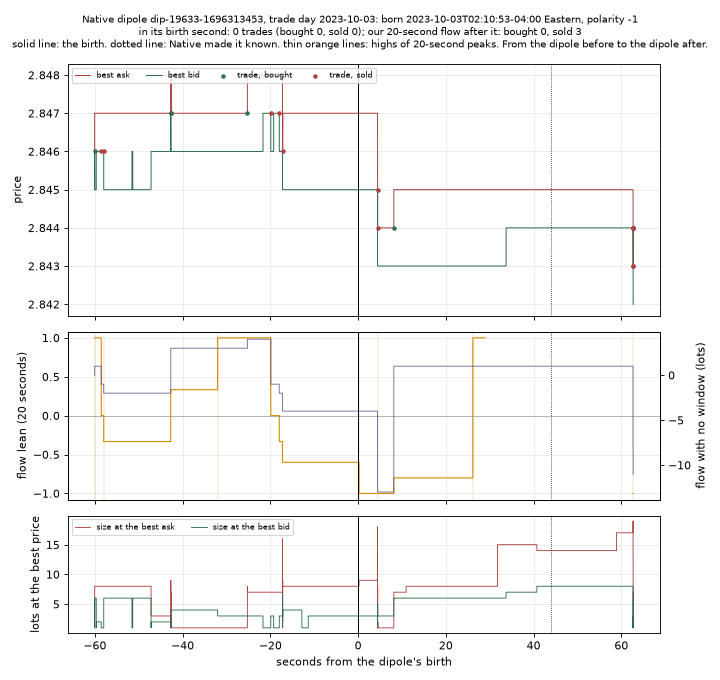 Native dipole dip-19633-1696313453, trade day 2023-10-03: born 2023-10-03T02:10:53-04:00 Eastern, polarity -1
in its birth second: 0 trades (bought 0, sold 0); our 20-second flow after it: bought 0, sold 3
solid line: the birth. dotted line: Native made it known. thin orange lines: highs of 20-second peaks. From the dipole before to the dipole after.
best ask
best bid
trade, bought
trade, sold
2.848
2.847
2.846
2.845
2.844
2.843
2.842
price
1.0
0.5
0.0
−0.5
−1.0
flow lean (20 seconds)
0
−5
−10
flow with no window (lots)
size at the best ask
size at the best bid
15
10
5
lots at the best price
−60
−40
−20
0
20
40
60
seconds from the dipole's birth